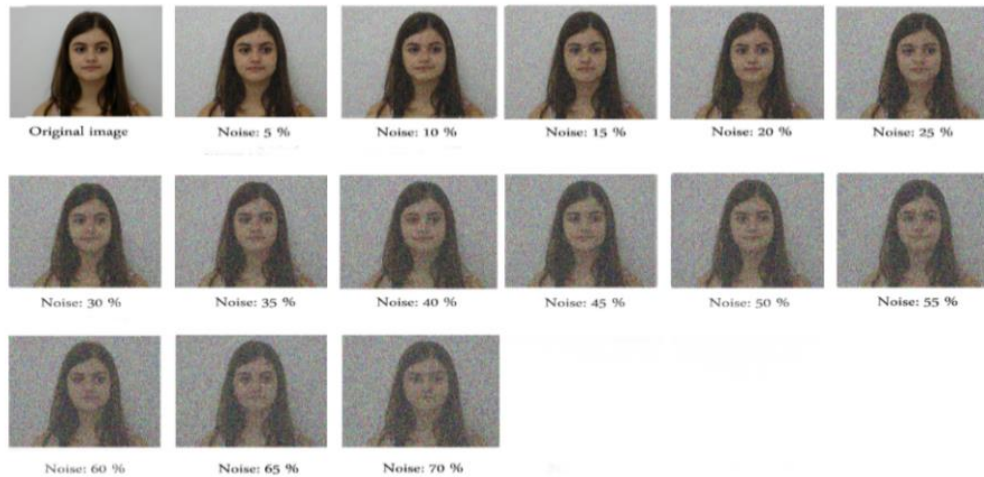 Original image
Noise: 5 %
Noise: 10 %
Noise: 15 %
Noise: 20 %
Noise: 25 %
Noise: 30 %
Noise: 35 %
Noise: 40 %
Noise: 45 %
Noise: 50 %
Noise: 55 %
Noise: 60 %
Noise: 65 %
Noise: 70 %